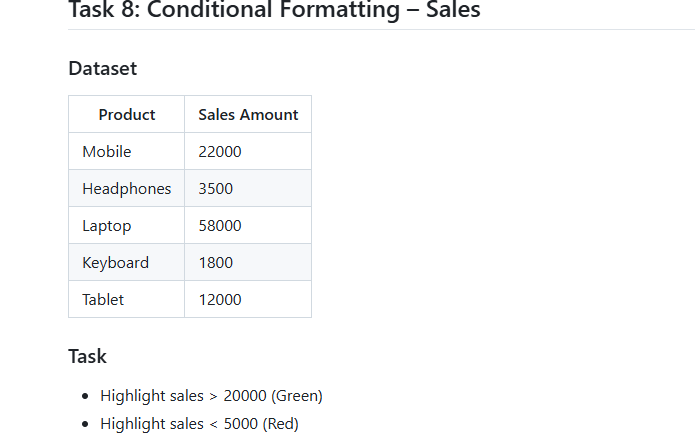 Task 8: Conditional Formatting – Sales
Dataset
Product Sales Amount
Mobile 22000
Headphones 3500
Laptop 58000
Keyboard 1800
Tablet 12000
Task
• Highlight sales > 20000 (Green)
• Highlight sales < 5000 (Red)